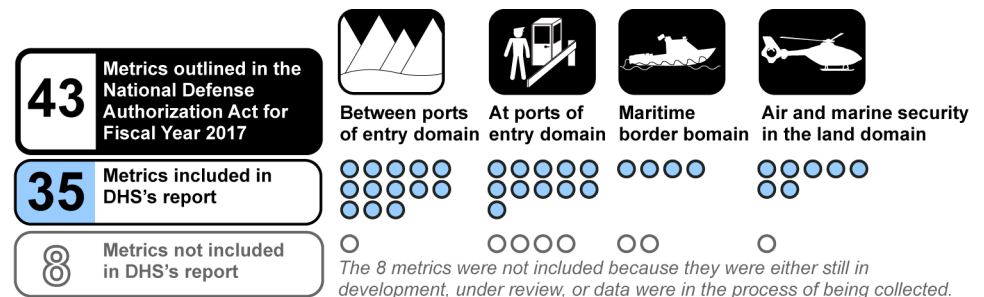 43
Metrics outlined in the
National Defense
Authorization Act for
Fiscal Year 2017
35
Metrics included in
DHS's report
8
Metrics not included
in DHS's report
Between ports
of entry domain
At ports of
entry domain
Maritime
border bomain
Air and marine security
in the land domain
The 8 metrics were not included because they were either still in
development, under review, or data were in the process of being collected.